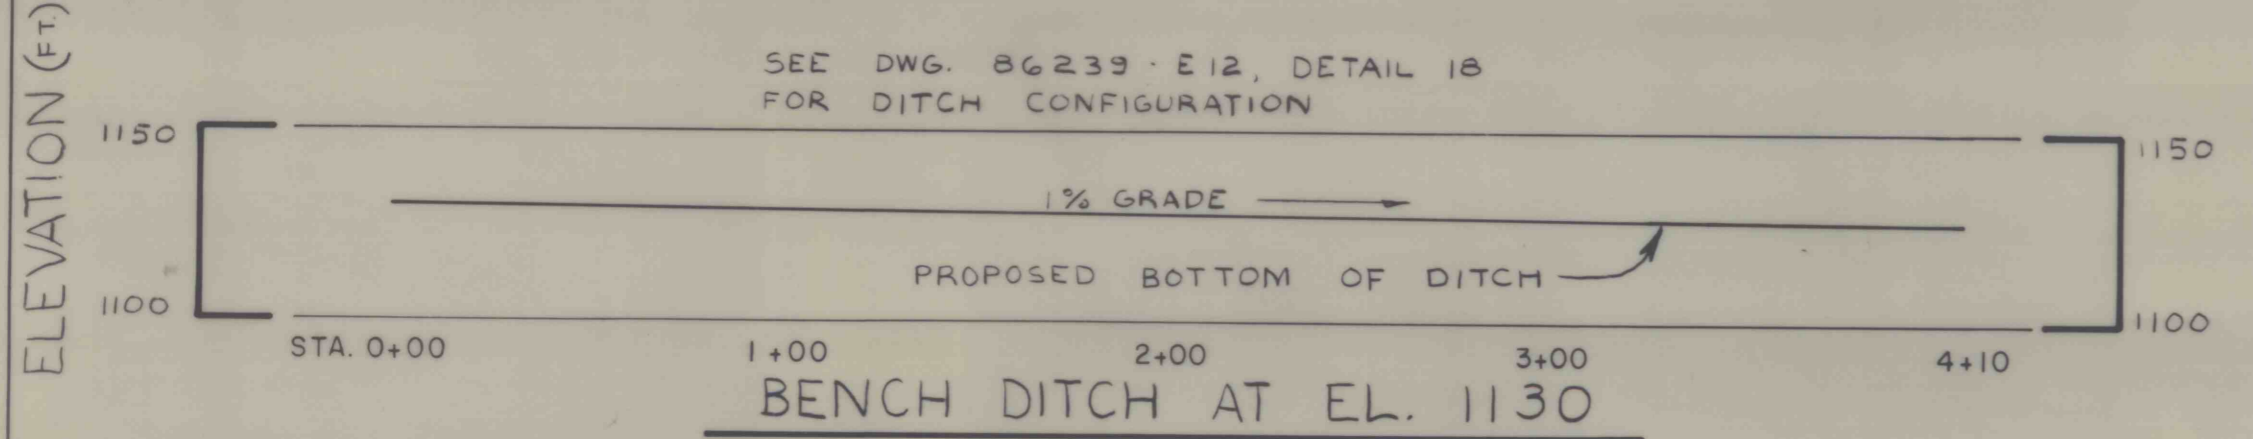 ELEVATION (FT.)
SEE DWG. 86239 · E12, DETAIL 18
FOR DITCH CONFIGURATION
1150
1150
1% GRADE
PROPOSED BOTTOM OF DITCH
1100
1100
STA. 0+00 1+00 2+00 3+00 4+10
BENCH DITCH AT EL. 1130